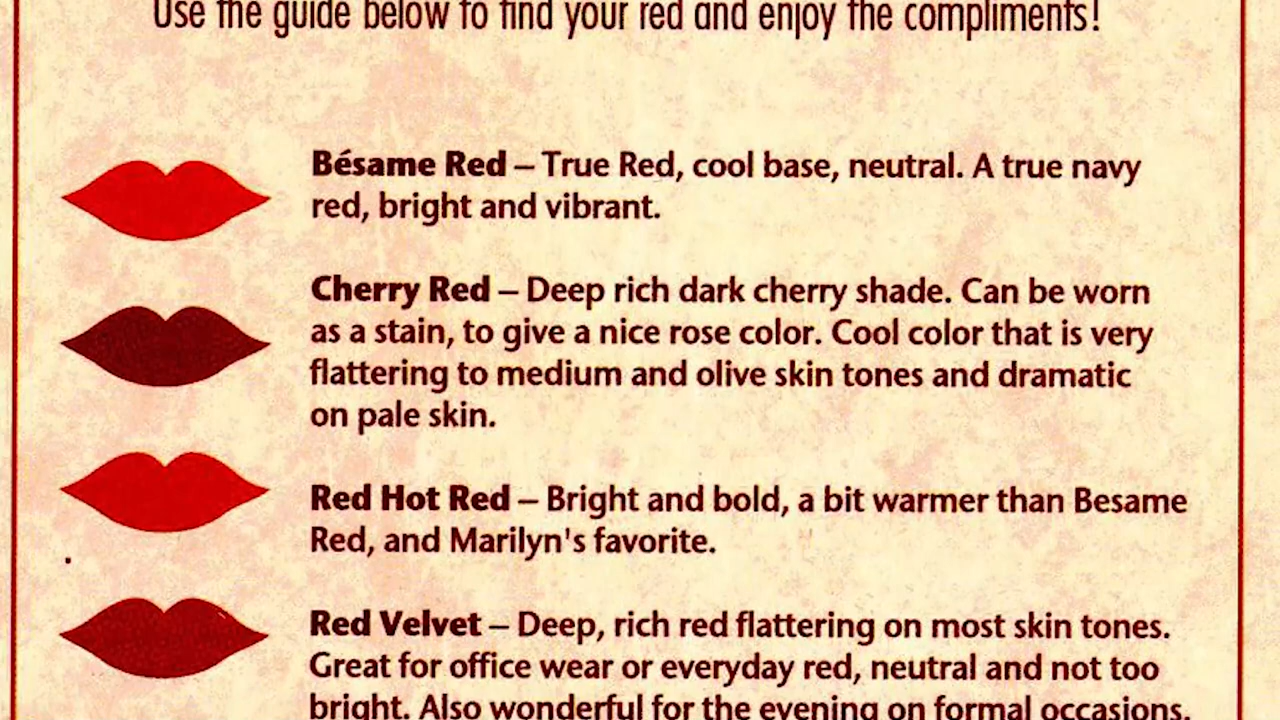 Use the guide below to find your red and enjoy the compliments!
Bésame Red – True Red, cool base, neutral. A true navy
red, bright and vibrant.
Cherry Red – Deep rich dark cherry shade. Can be worn
as a stain, to give a nice rose color. Cool color that is very
flattering to medium and olive skin tones and dramatic
on pale skin.
Red Hot Red – Bright and bold, a bit warmer than Besame
Red, and Marilyn's favorite.
Red Velvet – Deep, rich red flattering on most skin tones.
Great for office wear or everyday red, neutral and not too
bright. Also wonderful for the evening on formal occasions.